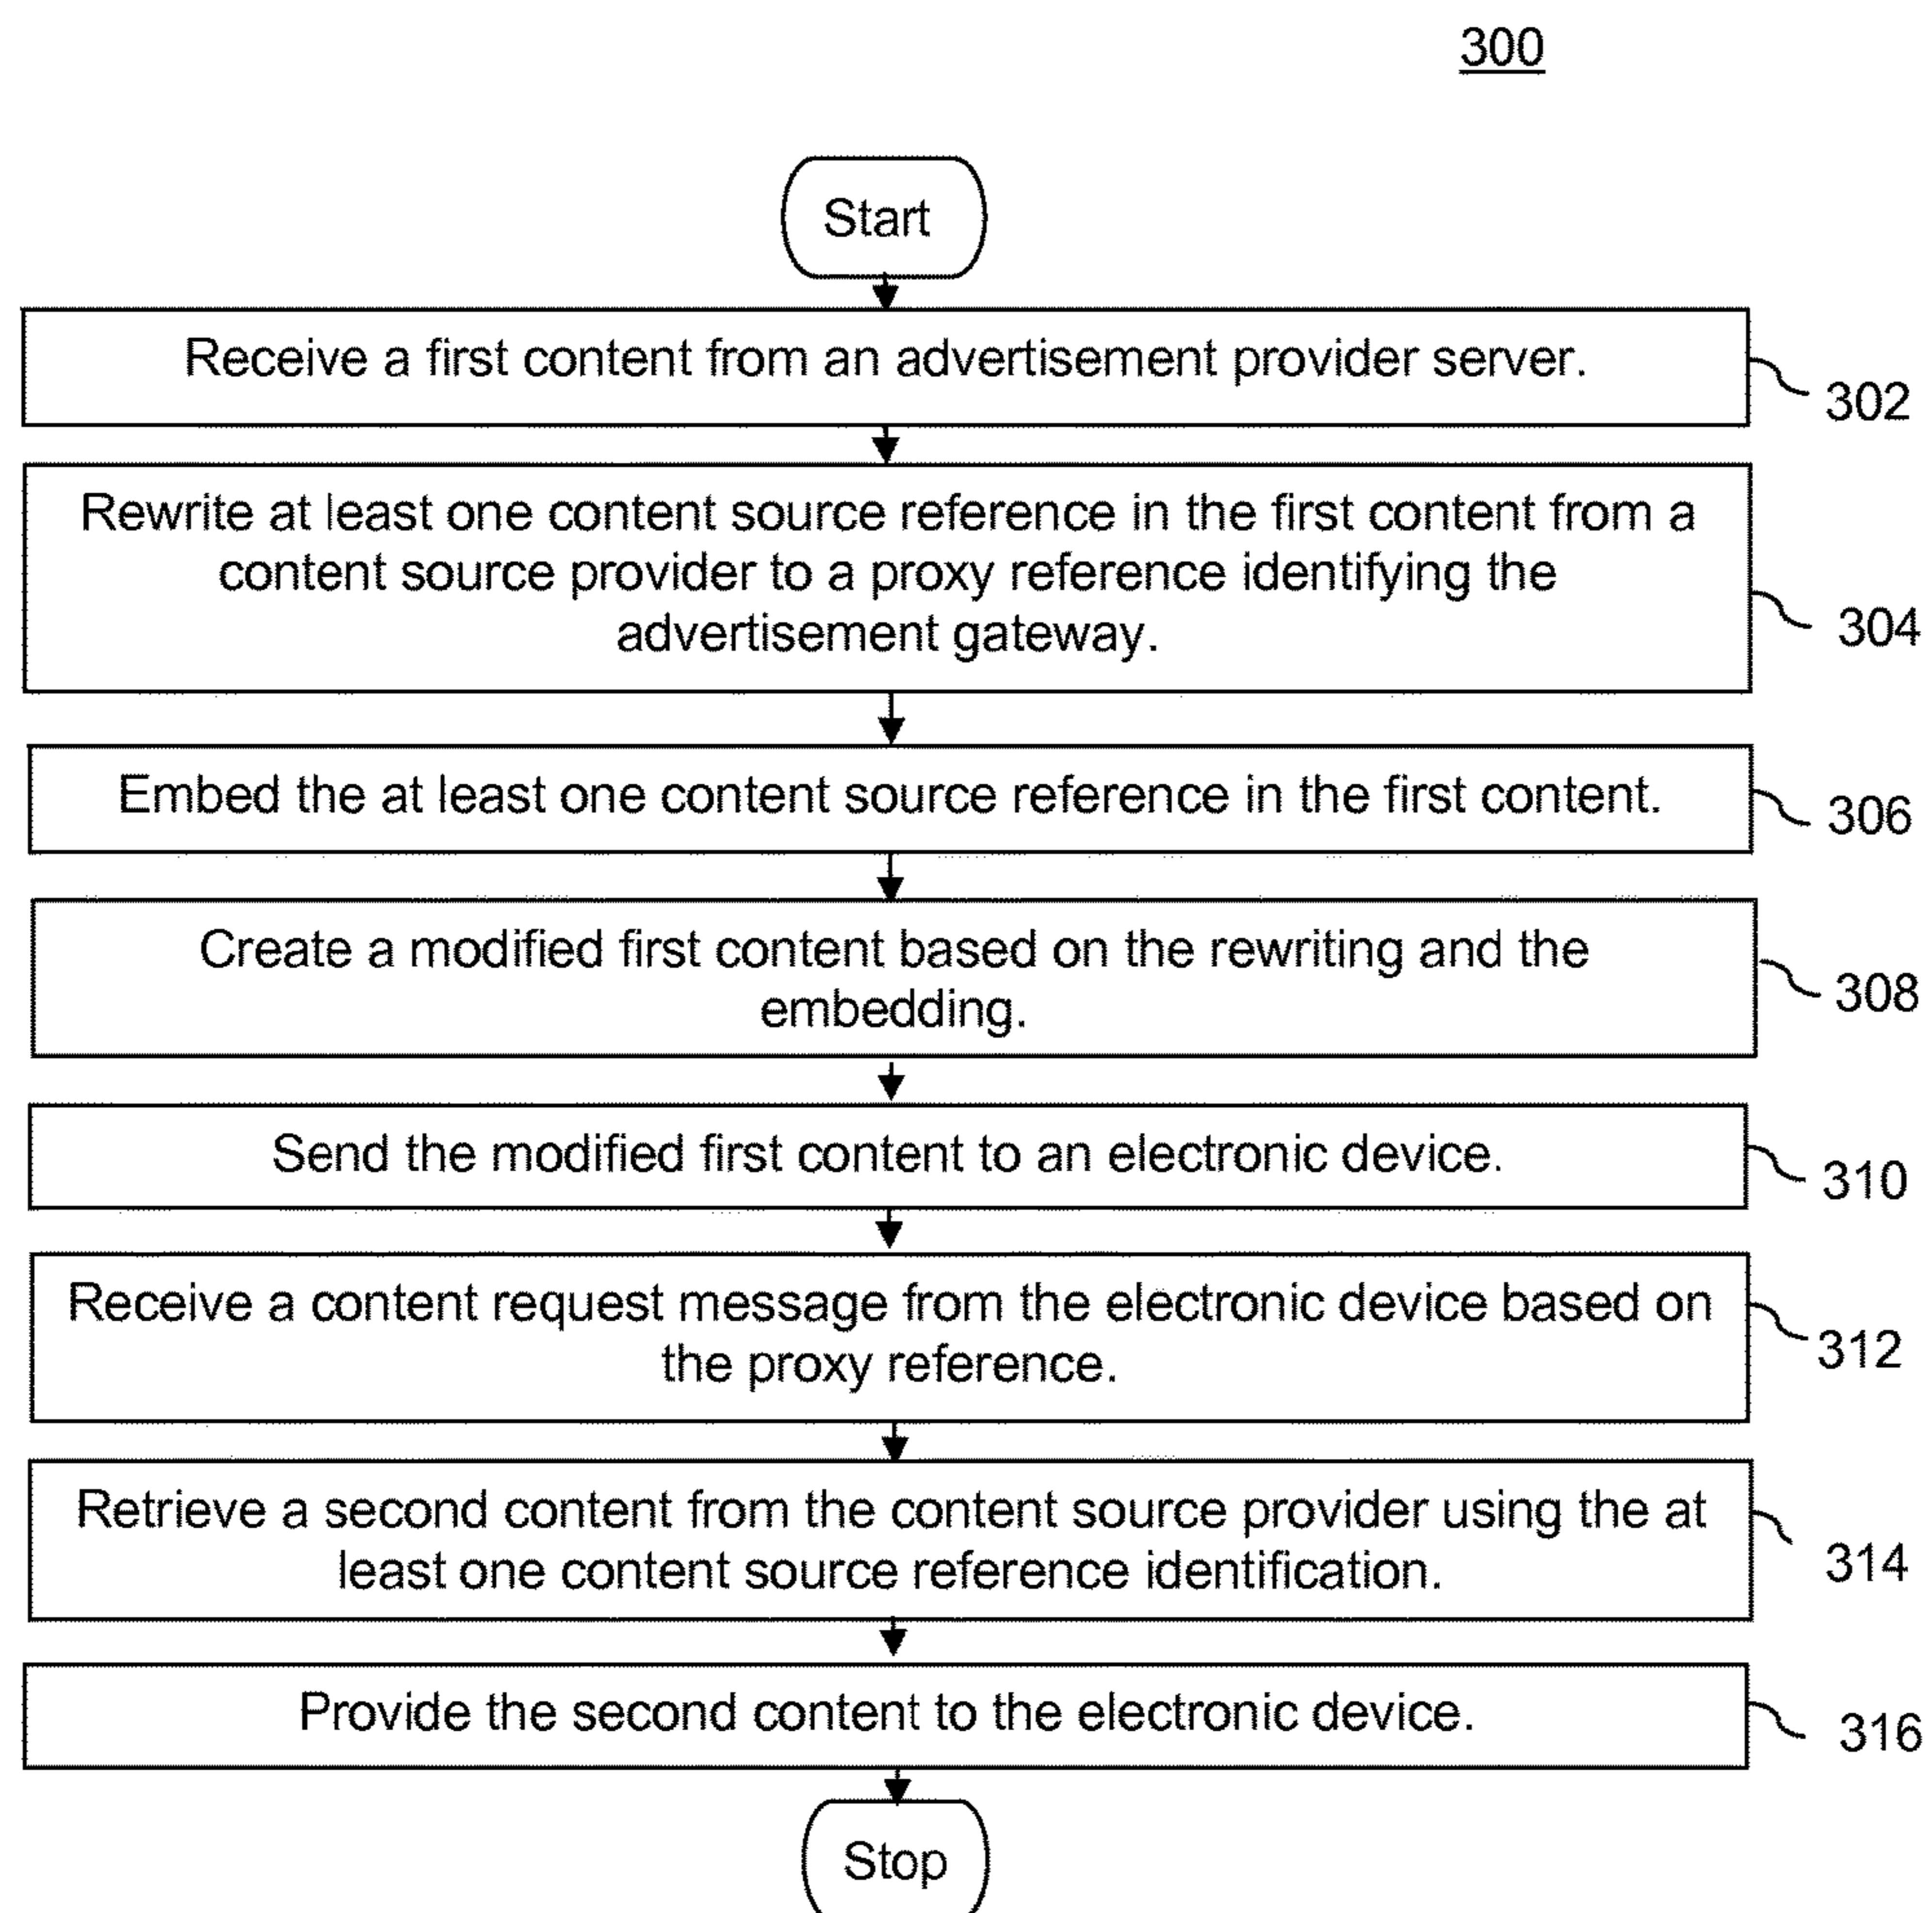 300
Start
Receive a first content from an advertisement provider server.
302
Rewrite at least one content source reference in the first content from a
content source provider to a proxy reference identifying the
advertisement gateway.
304
Embed the at least one content source reference in the first content.
306
Create a modified first content based on the rewriting and the
embedding.
308
Send the modified first content to an electronic device.
310
Receive a content request message from the electronic device based on
the proxy reference.
312
Retrieve a second content from the content source provider using the at
least one content source reference identification.
314
Provide the second content to the electronic device.
316
Stop